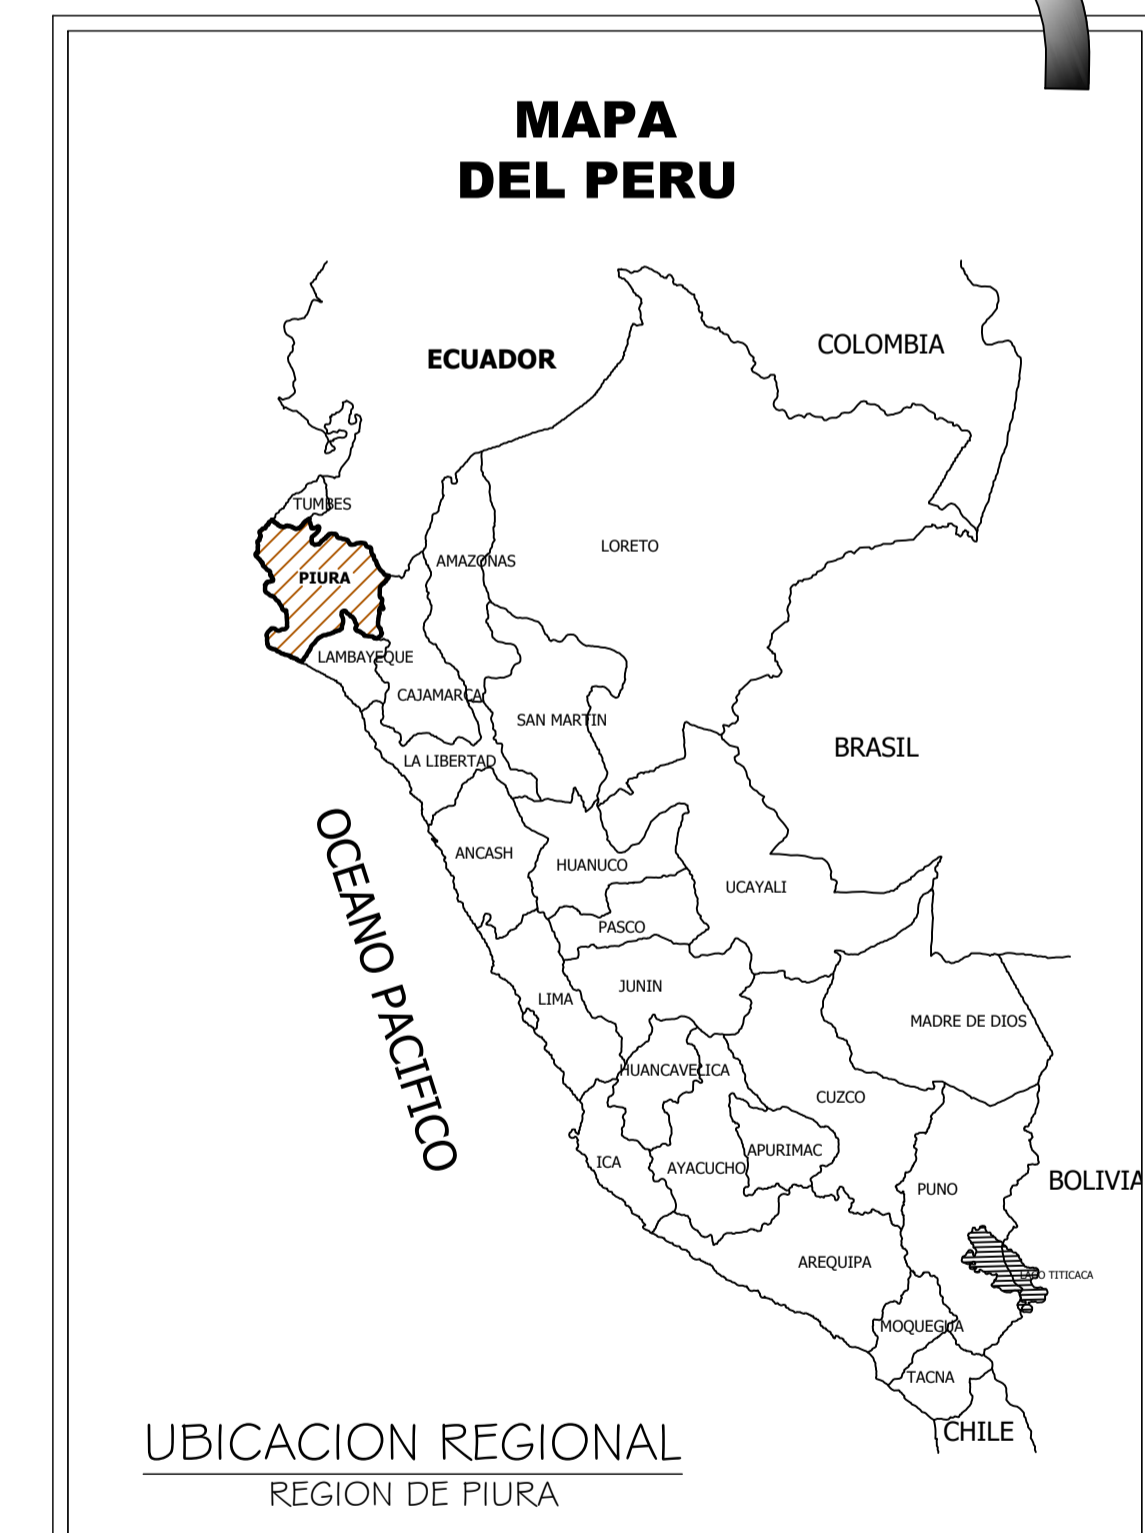 MAPA
DEL PERU
COLOMBIA
ECUADOR
TUMBES
LORETO
AMAZONAS
PIURA
LAMBAYEQUE
CAJAMARCA
SAN MARTIN
BRASIL
LA LIBERTAD
ANCASH
HUANUCO
UCAYALI
OCEANO PACIFICO
PASCO
JUNIN
LIMA
MADRE DE DIOS
HUANCAVELICA
CUZCO
APURIMAC
ICA
AYACUCHO
BOLIVIA
PUNO
AREQUIPA
LAGO TITICACA
MOQUEGUA
TACNA
CHILE
UBICACION REGIONAL
REGION DE PIURA